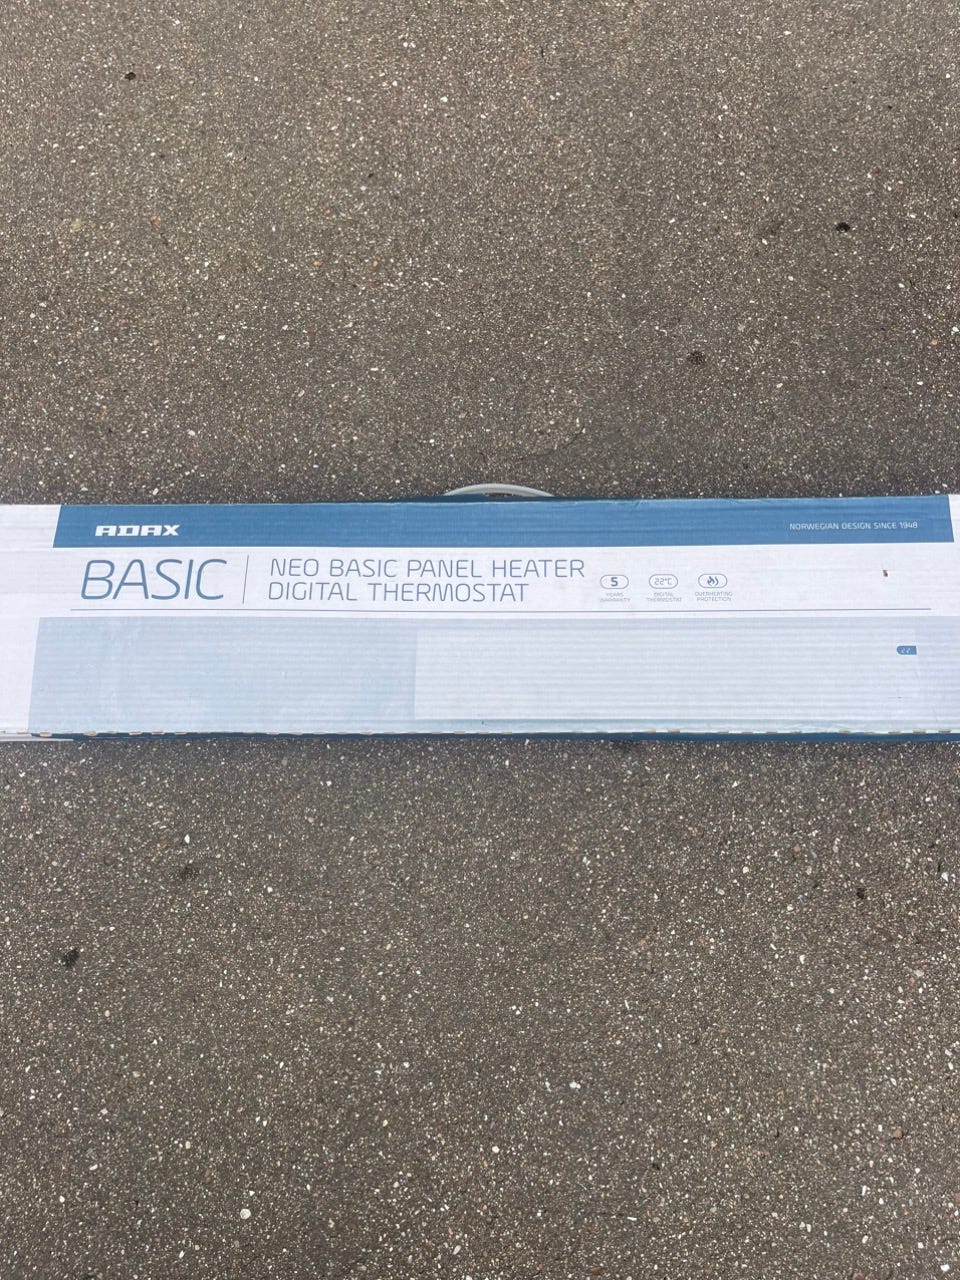 ADAX
NORWEGIAN DESIGN SINCE 1948
BASIC
NEO BASIC PANEL HEATER
DIGITAL THERMOSTAT
5
YEARS
WARRANTY
22°C
DIGITAL
THERMOSTAT
OVERHEATING
PROTECTION
22